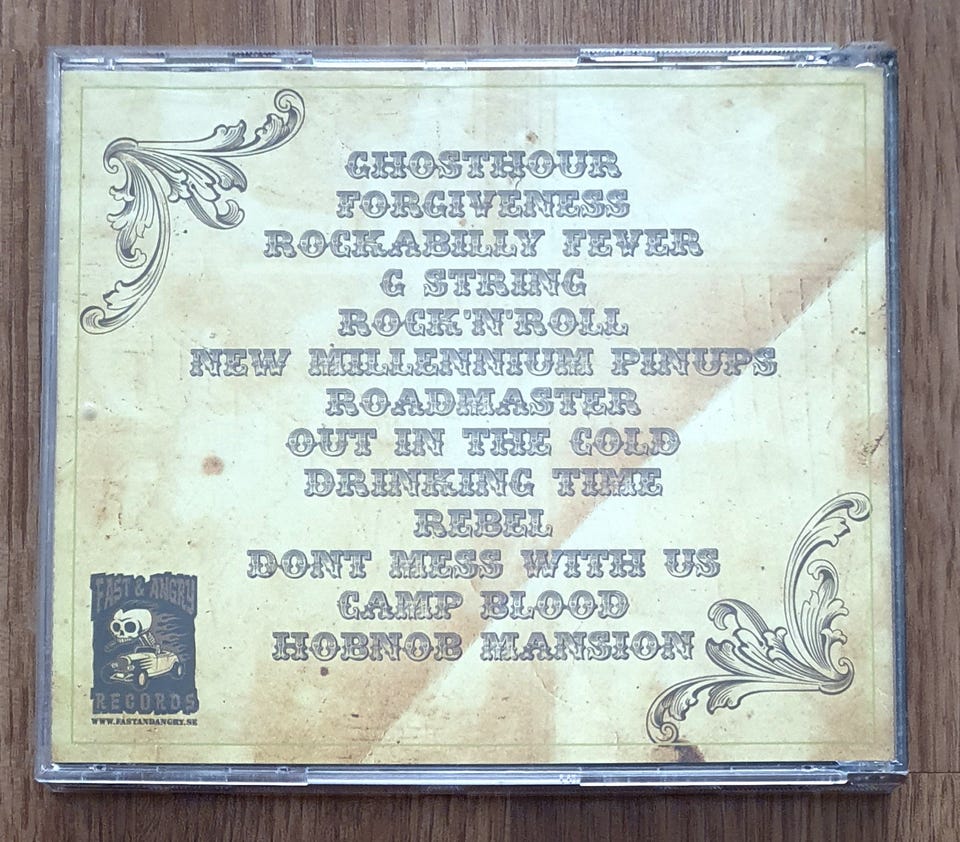 GHOSTHOUR
FORGIVENESS
ROCKABILLY FEVER
G STRING
ROCK'N'ROLL
NEW MILLENNIUM PINUPS
ROADMASTER
OUT IN THE COLD
DRINKING TIME
REBEL
DONT MESS WITH US
CAMP BLOOD
HOBNOB MANSION
FAST & ANGRY
RECORDS
WWW.FASTANDANGRY.SE